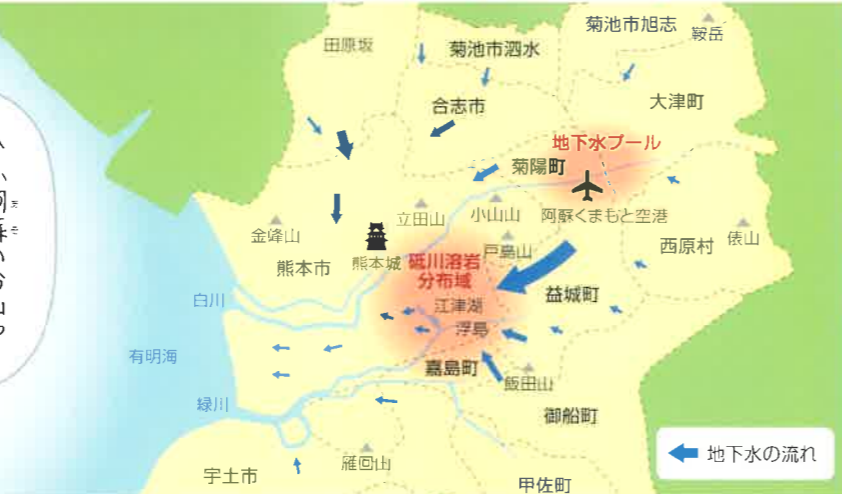 菊池市旭志
鞍岳
田原坂
菊池市泗水
大津町
合志市
地下水プール
菊陽町
阿蘇くまもと空港
立田山
小山山
金峰山
熊本城
戸島山
西原村
俵山
熊本市
砥川溶岩
分布域
江津湖
益城町
白川
浮島
有明海
嘉島町
飯田山
緑川
御船町
地下水の流れ
雁回山
宇土市
甲佐町